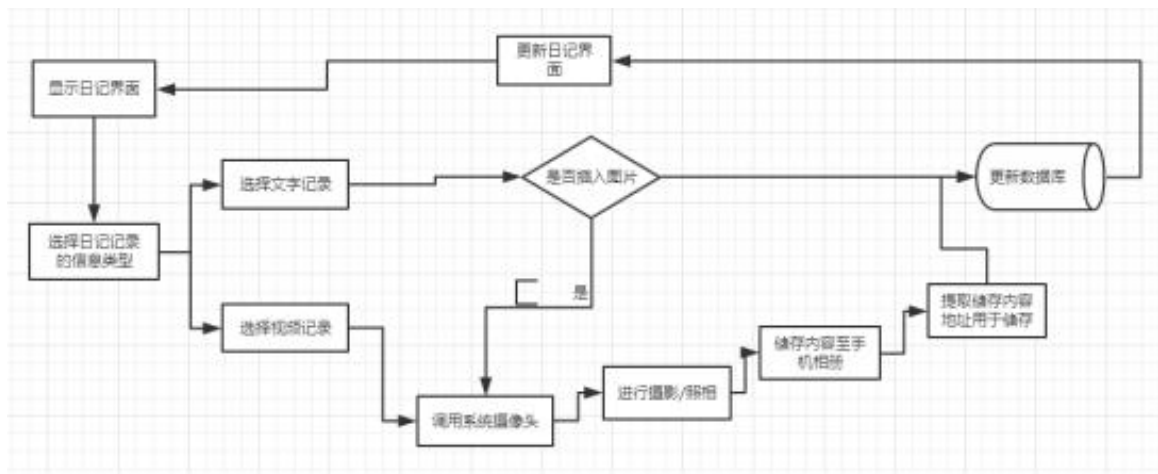 更新日记界
面
显示日记界面
选择文字记录
是否插入图片
更新数据库
选择日记记录
的信息类型
是
提取储存内容
地址用于储存
选择视频记录
储存内容至手
机相册
进行摄影/照相
调用系统摄像头